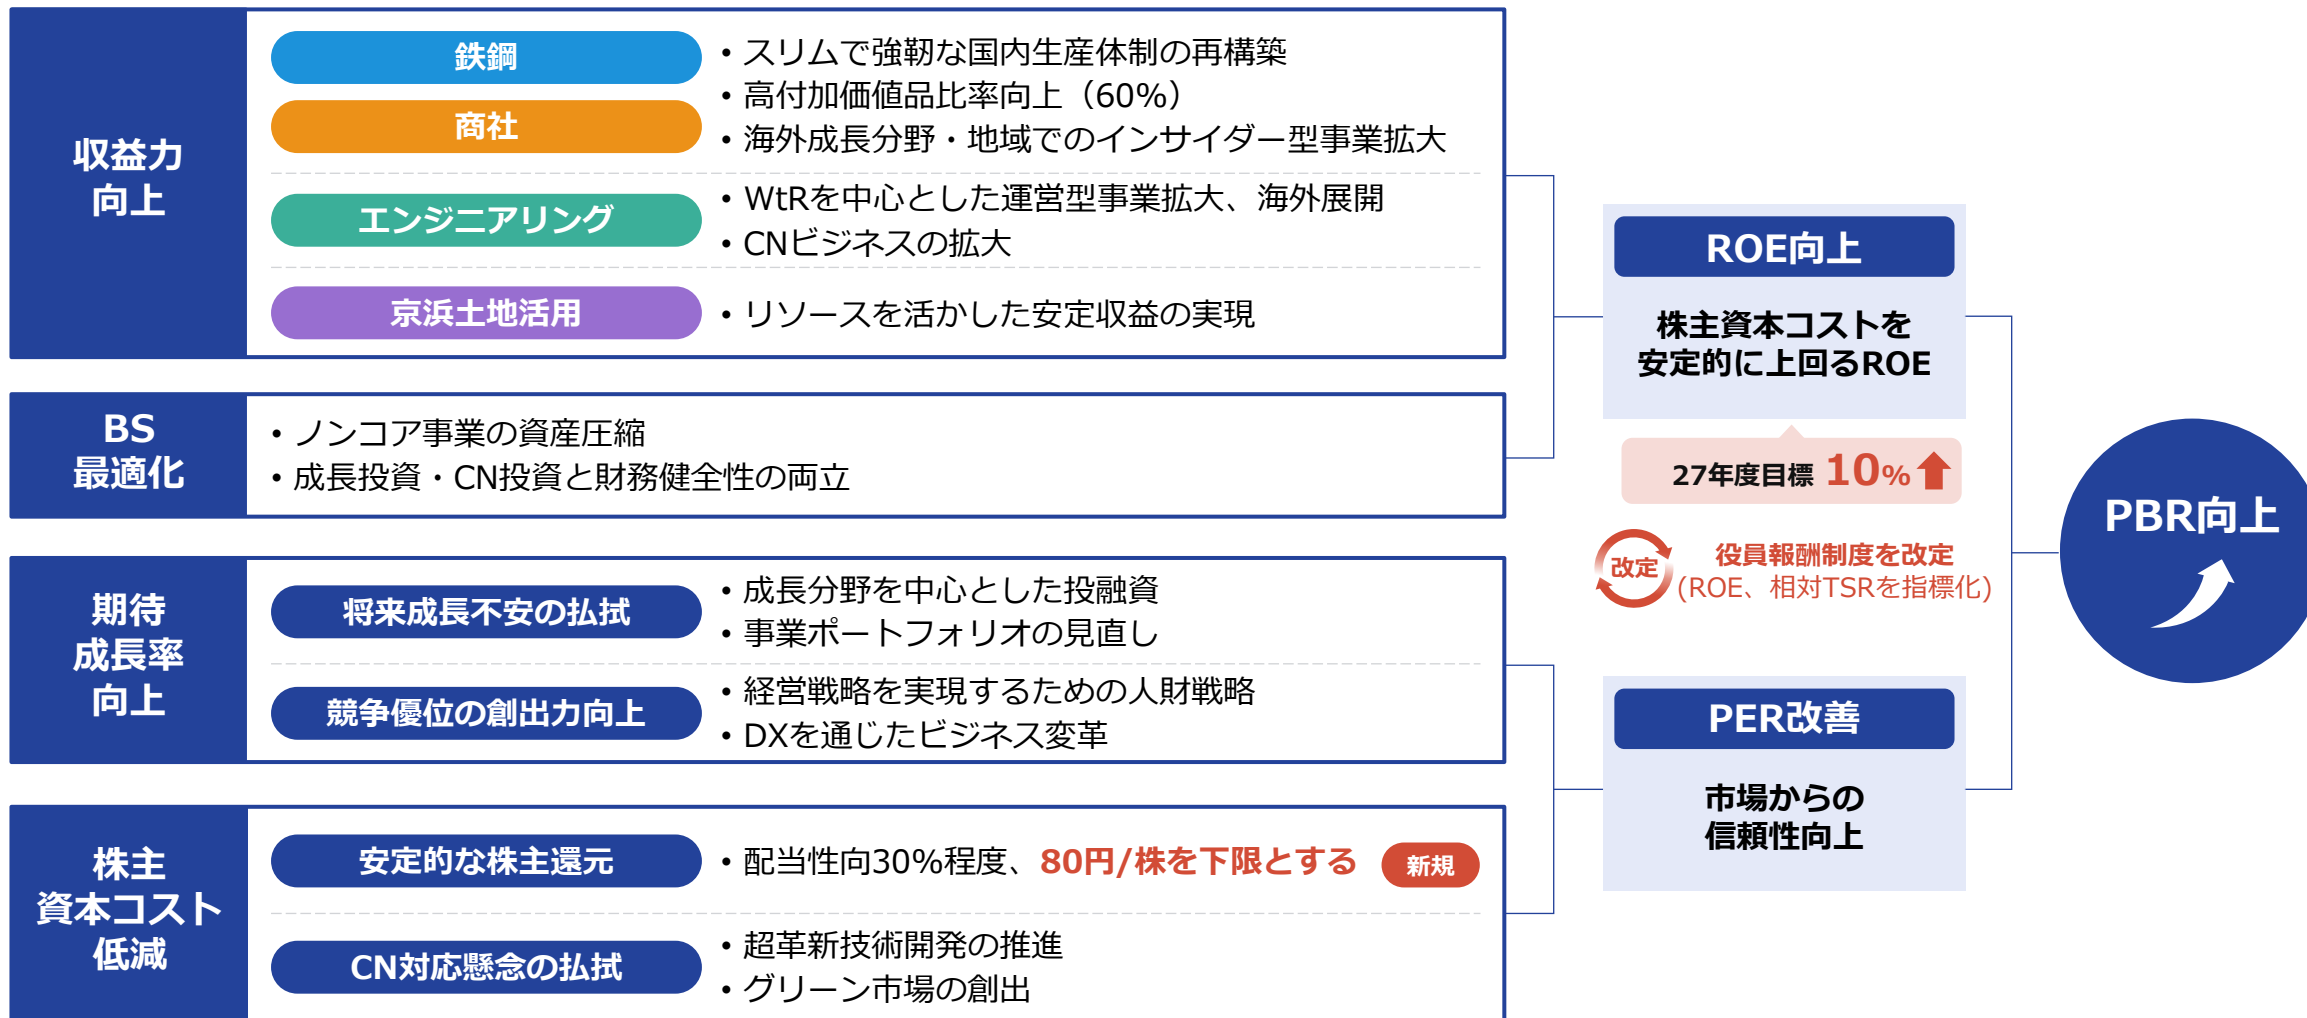 収益力
向上
鉄鋼
商社
・スリムで強靭な国内生産体制の再構築
・高付加価値品比率向上（60%）
・海外成長分野・地域でのインサイダー型事業拡大
エンジニアリング
・WtRを中心とした運営型事業拡大、海外展開
・CNビジネスの拡大
京浜土地活用
・リソースを活かした安定収益の実現
BS
最適化
・ノンコア事業の資産圧縮
・成長投資・CN投資と財務健全性の両立
期待
成長率
向上
将来成長不安の払拭
・成長分野を中心とした投融資
・事業ポートフォリオの見直し
競争優位の創出力向上
・経営戦略を実現するための人財戦略
・DXを通じたビジネス変革
株主
資本コスト
低減
安定的な株主還元
・配当性向30%程度、80円/株を下限とする 新規
CN対応懸念の払拭
・超革新技術開発の推進
・グリーン市場の創出
ROE向上
株主資本コストを
安定的に上回るROE
27年度目標 10%
改定
役員報酬制度を改定
(ROE、相対TSRを指標化)
PER改善
市場からの
信頼性向上
PBR向上